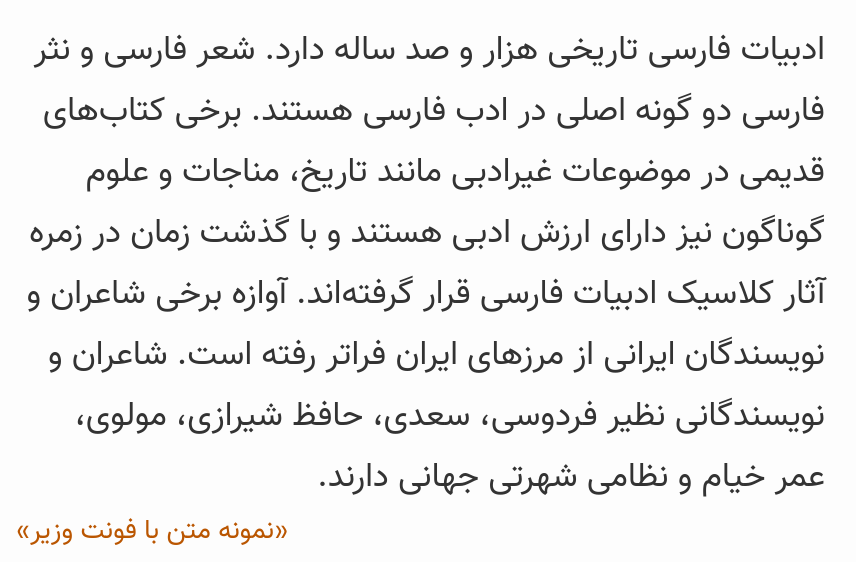 ادبیات فارسی تاریخی هزار و صد ساله دارد. شعر فارسی و نثر
فارسی دو گونه اصلی در ادب فارسی هستند. برخی کتاب‌های
قدیمی در موضوعات غیرادبی مانند تاریخ، مناجات و علوم
گوناگون نیز دارای ارزش ادبی هستند و با گذشت زمان در زمره
آثار کلاسیک ادبیات فارسی قرار گرفته‌اند. آوازه برخی شاعران و
نویسندگان ایرانی از مرزهای ایران فراتر رفته است. شاعران و
نویسندگانی نظیر فردوسی، سعدی، حافظ شیرازی، مولوی،
عمر خیام و نظامی شهرتی جهانی دارند.
«نمونه متن با فونت وزیر»